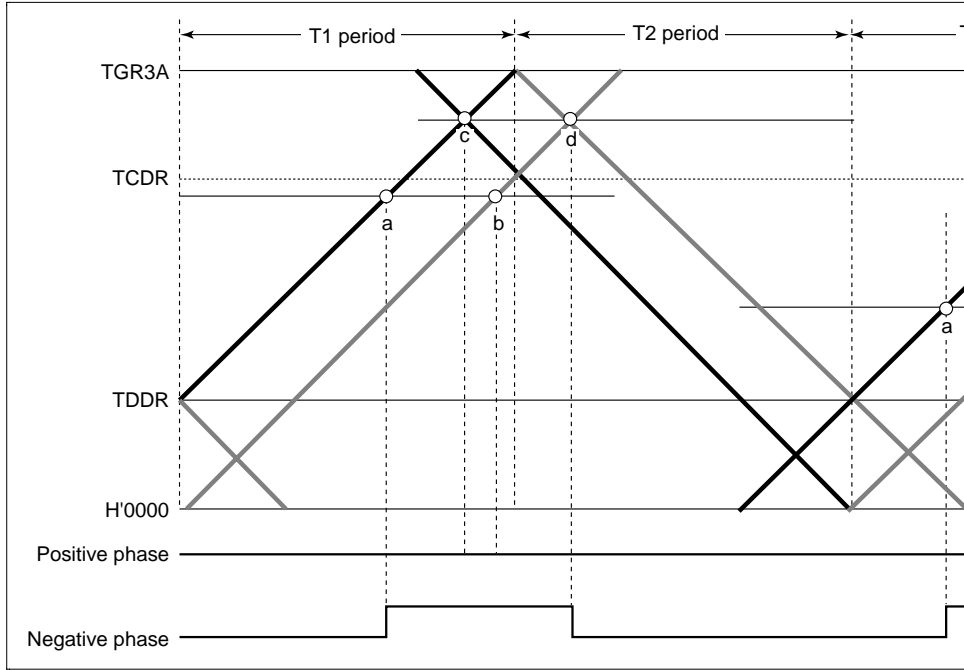 T1 period
T2 period
T
TGR3A
c
d
TCDR
a
b
a
TDDR
H'0000
Positive phase
Negative phase